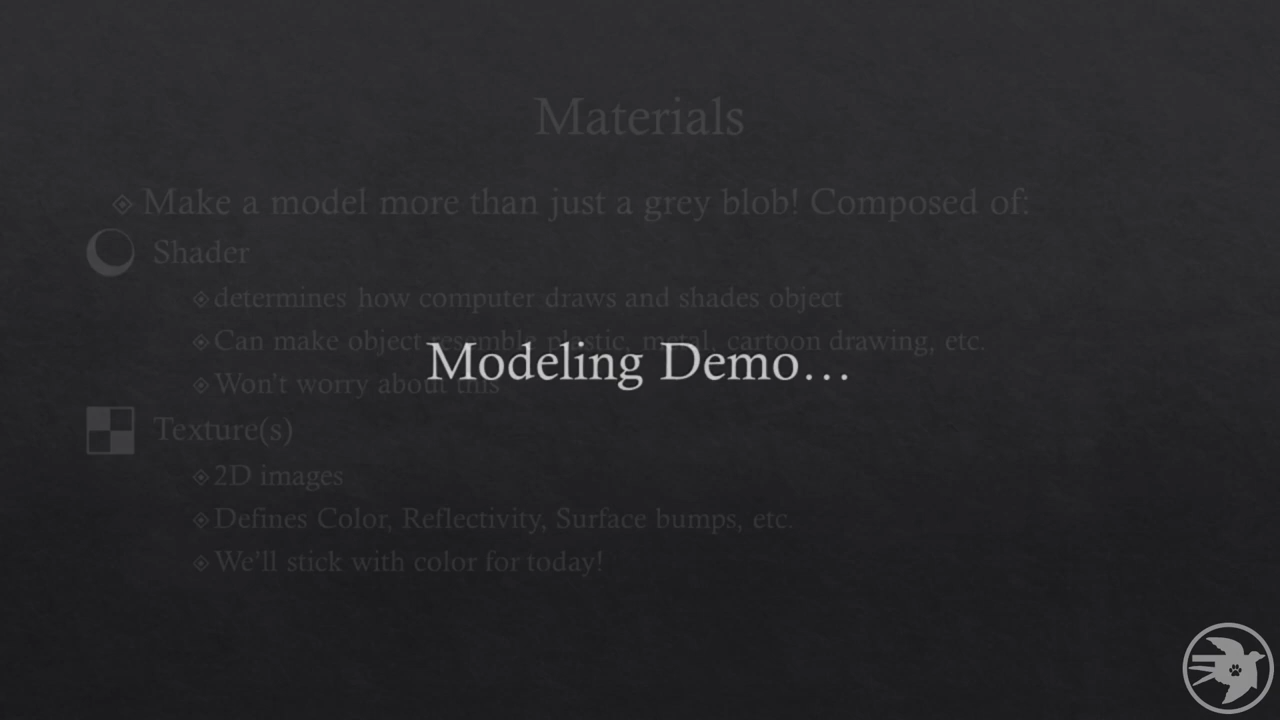 Materials
Make a model more than just a grey blob! Composed of:
Shader
determines how computer draws and shades object
Can make object resemble plastic, metal, cartoon drawing, etc.
Modeling Demo…
Won't worry about this
Texture(s)
2D images
Defines Color, Reflectivity, Surface bumps, etc.
We'll stick with color for today!